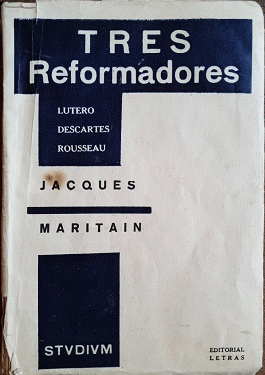 TRES
Reformadores
LUTERO
DESCARTES
ROUSSEAU
JACQUES
MARITAIN
STVDIVM
EDITORIAL
LETRAS